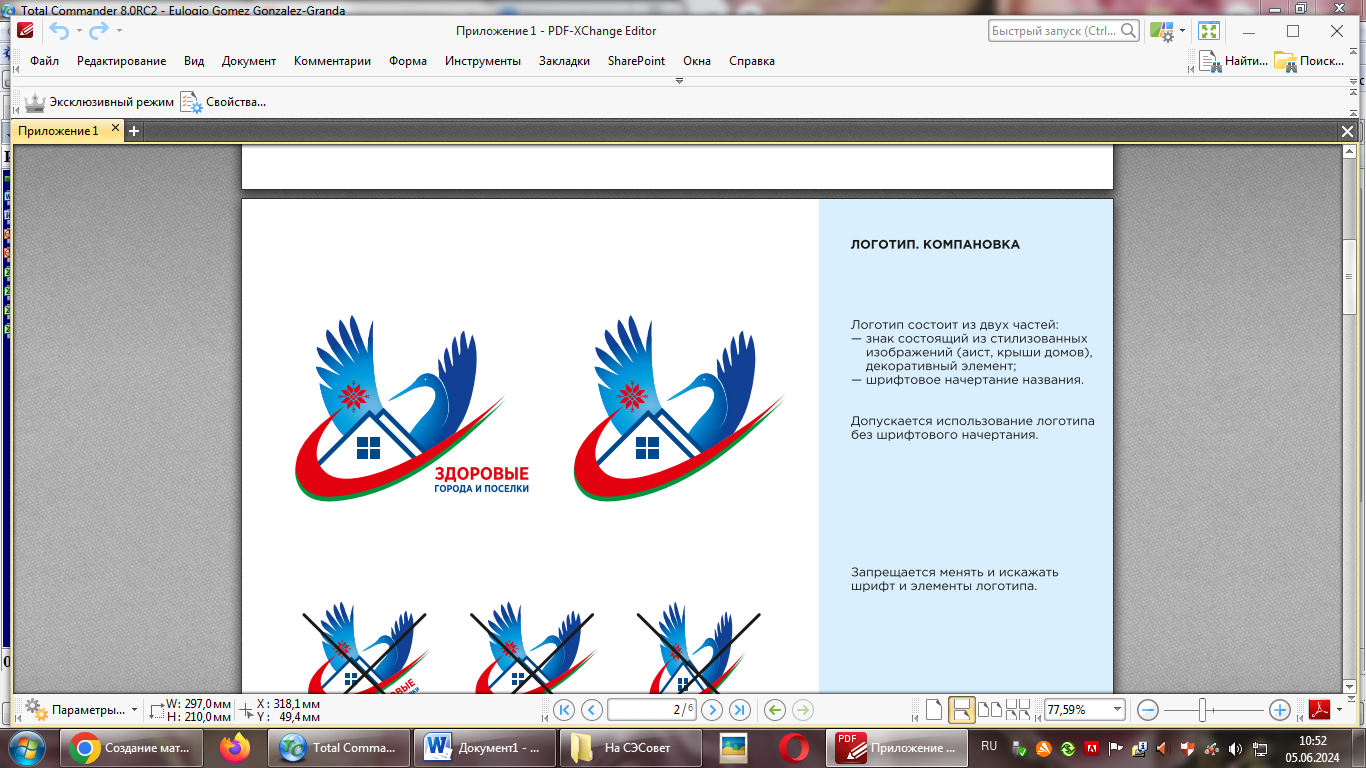 Total Commander 8.0RC2 - Eulogio Gomez Gonzalez-Granda
Приложение 1 - PDF-XChange Editor
Быстрый запуск (Ctrl...
Файл Редактирование Вид Документ Комментарии Форма Инструменты Закладки SharePoint Окна Справка
Найти... Поиск...
Эксклюзивный режим Свойства...
Приложение 1
ЛОГОТИП. КОМПАНОВКА
Логотип состоит из двух частей:
— знак состоящий из стилизованных
изображений (аист, крыши домов),
декоративный элемент;
— шрифтовое начертание названия.
Допускается использование логотипа
без шрифтового начертания.
ЗДОРОВЫЕ
ГОРОДА И ПОСЕЛКИ
Запрещается менять и искажать
шрифт и элементы логотипа.
Параметры...
W: 297,0 мм
H: 210,0 мм
X: 318,1 мм
Y: 49,4 мм
2 / 6
77,59%
Создание мат...
Total Comma...
Документ1 - ...
На СЭСовет
PDF
Приложение ...
RU
10:52
05.06.2024